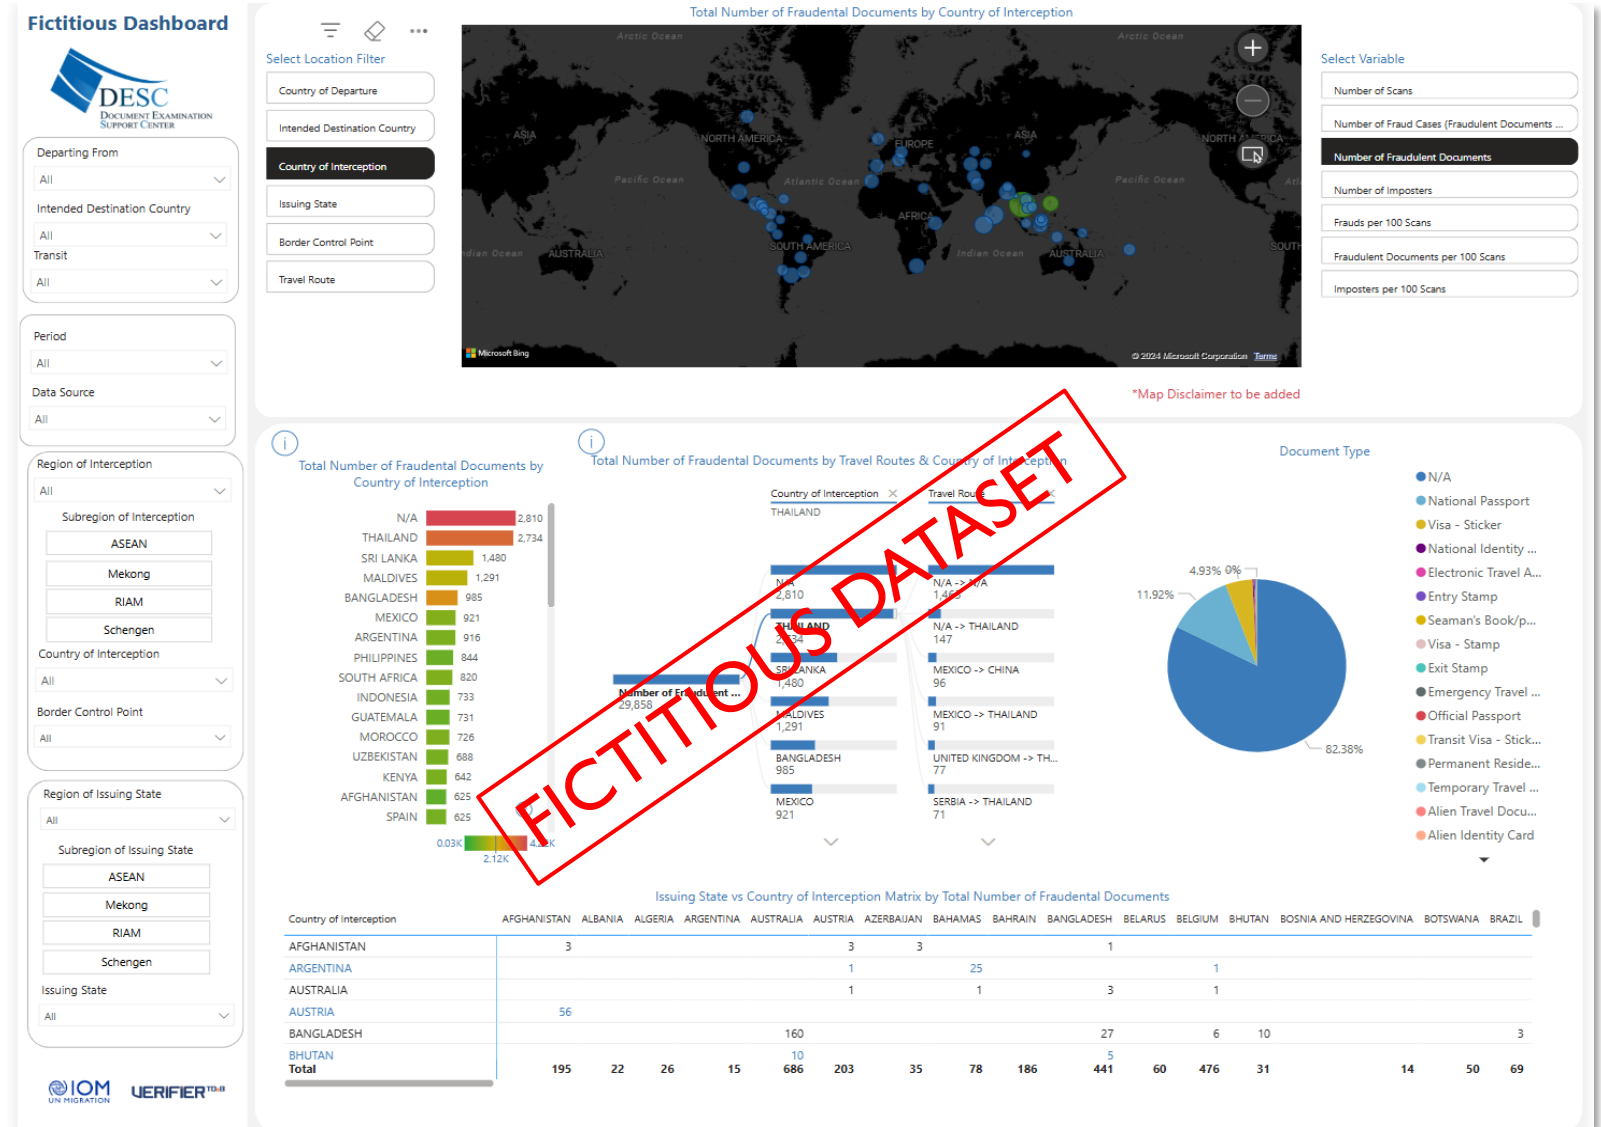 Fictitious Dashboard
DESC
DOCUMENT EXAMINATION
SUPPORT CENTER
Departing From
All
Intended Destination Country
All
Transit
All
Period
All
Data Source
All
Region of Interception
All
Subregion of Interception
ASEAN
Mekong
RIAM
Schengen
Country of Interception
All
Border Control Point
All
Region of Issuing State
All
Subregion of Issuing State
ASEAN
Mekong
RIAM
Schengen
Issuing State
All
IOM
UN MIGRATION
VERIFIER TD&B
Select Location Filter
Country of Departure
Intended Destination Country
Country of Interception
Issuing State
Border Control Point
Travel Route
Total Number of Fraudental Documents by Country of Interception
Arctic Ocean
Arctic Ocean
ASIA
NORTH AMERICA
EUROPE
ASIA
NORTH AMERICA
Pacific Ocean
Atlantic Ocean
Pacific Ocean
Atl
AFRICA
SOUTH AMERICA
SOUTH
ndian Ocean
AUSTRALIA
Indian Ocean
AUSTRALIA
Microsoft Bing
© 2024 Microsoft Corporation Terms
*Map Disclaimer to be added
Select Variable
Number of Scans
Number of Fraud Cases (Fraudulent Documents ...
Number of Fraudulent Documents
Number of Imposters
Frauds per 100 Scans
Fraudulent Documents per 100 Scans
Imposters per 100 Scans
Total Number of Fraudental Documents by
Country of Interception
N/A 2,810
THAILAND 2,734
SRI LANKA 1,480
MALDIVES 1,291
BANGLADESH 985
MEXICO 921
ARGENTINA 916
PHILIPPINES 844
SOUTH AFRICA 820
INDONESIA 733
GUATEMALA 731
MOROCCO 726
UZBEKISTAN 688
KENYA 642
AFGHANISTAN 625
SPAIN 625
0.03K
2.12K
Total Number of Fraudental Documents by Travel Routes & Country of Interception
Country of Interception
Travel Route
THAILAND
Number of Fraudulent ...
29,858
N/A
2,810
THAILAND
2,734
SRI LANKA
1,480
MALDIVES
1,291
BANGLADESH
985
MEXICO
921
N/A -> N/A
1,463
N/A -> THAILAND
147
MEXICO -> CHINA
96
MEXICO -> THAILAND
91
UNITED KINGDOM -> TH...
77
SERBIA -> THAILAND
71
FICTITIOUS DATASET
Document Type
4.93% 0%
11.92%
82.38%
N/A
National Passport
Visa - Sticker
National Identity ...
Electronic Travel A...
Entry Stamp
Seaman's Book/p...
Visa - Stamp
Exit Stamp
Emergency Travel ...
Official Passport
Transit Visa - Stick...
Permanent Reside...
Temporary Travel ...
Alien Travel Docu...
Alien Identity Card
Issuing State vs Country of Interception Matrix by Total Number of Fraudental Documents
Country of Interception AFGHANISTAN ALBANIA ALGERIA ARGENTINA AUSTRALIA AUSTRIA AZERBAIJAN BAHAMAS BAHRAIN BANGLADESH BELARUS BELGIUM BHUTAN BOSNIA AND HERZEGOVINA BOTSWANA BRAZIL
AFGHANISTAN 3 3 3 1
ARGENTINA 1 25 1
AUSTRALIA 1 1 3 1
AUSTRIA 56
BANGLADESH 160 27 6 10 3
BHUTAN 10 5
Total 195 22 26 15 686 203 35 78 186 441 60 476 31 14 50 69